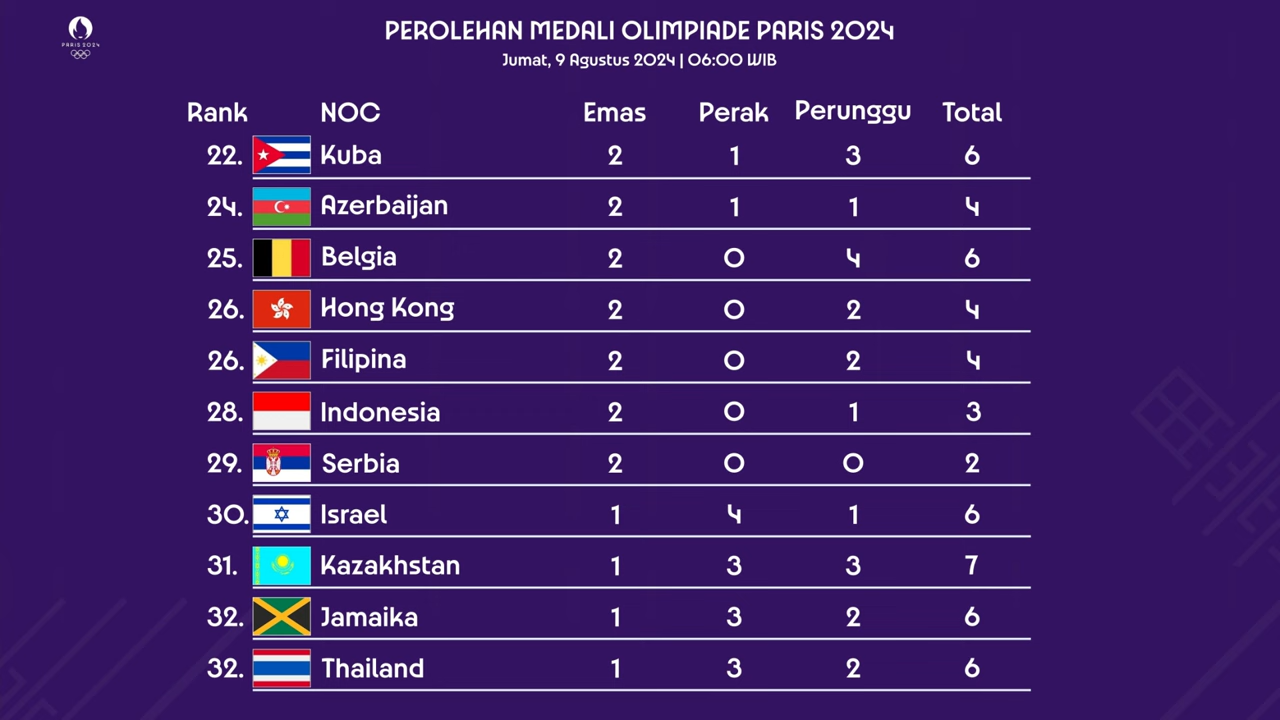 PARIS 2024
PEROLEHAN MEDALI OLIMPIADE PARIS 2024
Jumat, 9 Agustus 2024 | 06:00 WIB
Rank NOC Emas Perak Perunggu Total
22. Kuba 2 1 3 6
24. Azerbaijan 2 1 1 4
25. Belgia 2 0 4 6
26. Hong Kong 2 0 2 4
26. Filipina 2 0 2 4
28. Indonesia 2 0 1 3
29. Serbia 2 0 0 2
30. Israel 1 4 1 6
31. Kazakhstan 1 3 3 7
32. Jamaika 1 3 2 6
32. Thailand 1 3 2 6